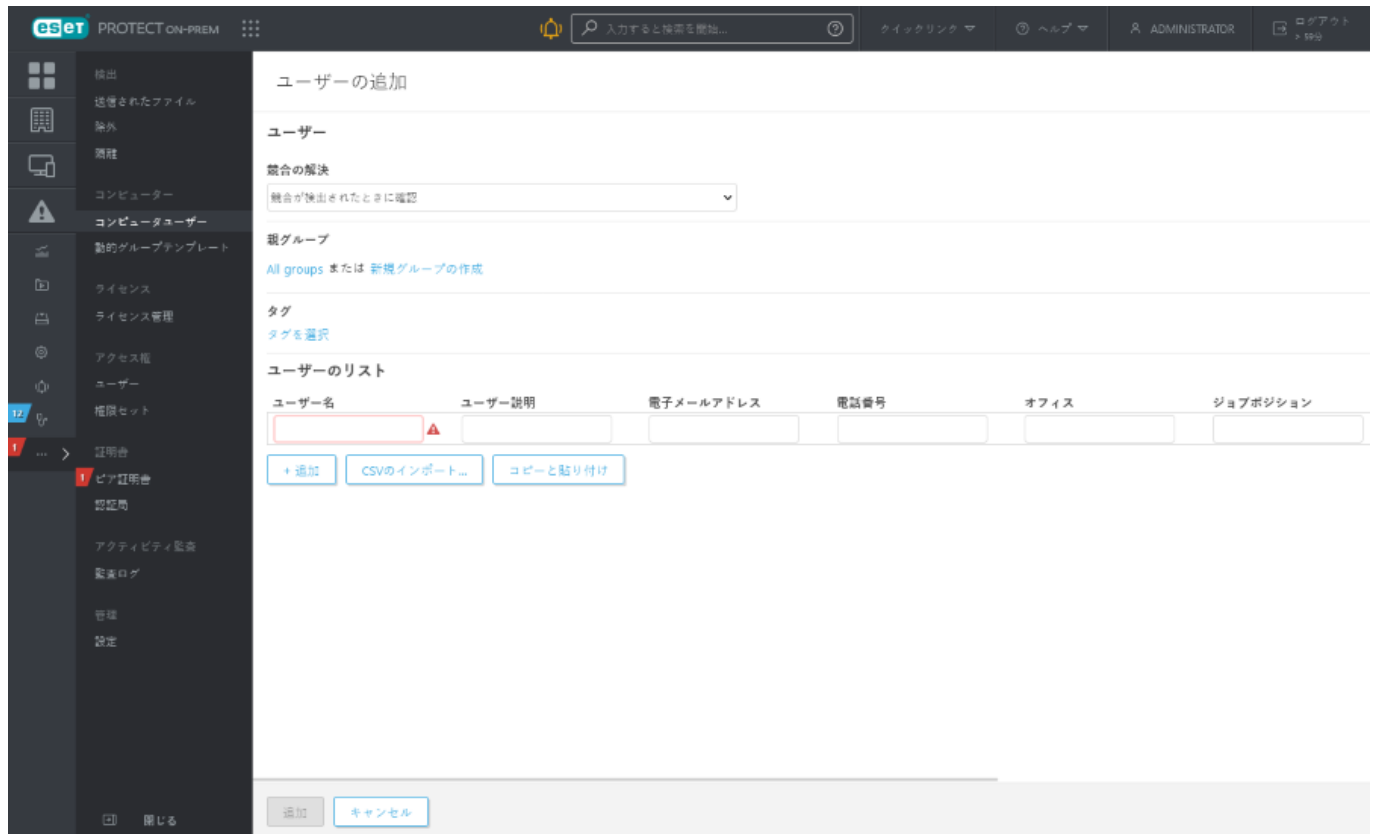 eset PROTECT ON-PREM
入力すると検索を開始...
クイックリンク
ヘルプ
ADMINISTRATOR
ログアウト
> 59分
検出
送信されたファイル
除外
隔離
コンピューター
コンピュータユーザー
動的グループテンプレート
ライセンス
ライセンス管理
アクセス権
ユーザー
権限セット
証明書
ピア証明書
認証局
アクティビティ監査
監査ログ
管理
設定
閉じる
12
1
1
ユーザーの追加
ユーザー
競合の解決
競合が検出されたときに確認
親グループ
All groups または 新規グループの作成
タグ
タグを選択
ユーザーのリスト
ユーザー名 ユーザー説明 電子メールアドレス 電話番号 オフィス ジョブポジション
+ 追加 CSVのインポート... コピーと貼り付け
追加 キャンセル